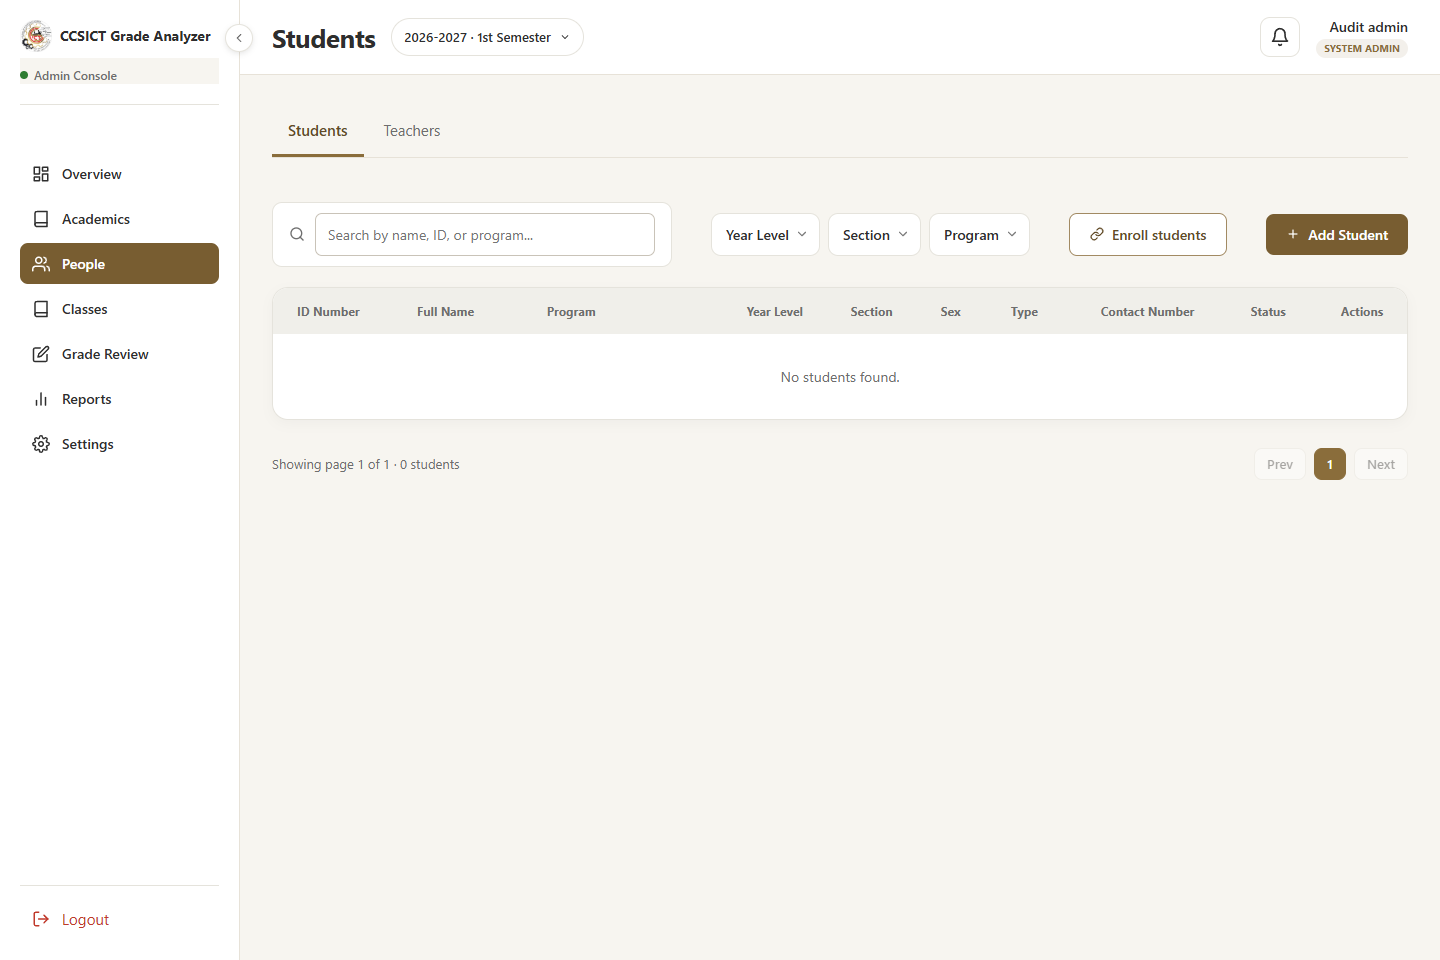 CCSICT Grade Analyzer
Admin Console
Overview
Academics
People
Classes
Grade Review
Reports
Settings
Logout
Students
2026-2027 · 1st Semester
Audit admin
SYSTEM ADMIN
Students Teachers
Search by name, ID, or program...
Year Level Section Program Enroll students + Add Student
ID Number Full Name Program Year Level Section Sex Type Contact Number Status Actions
No students found.
Showing page 1 of 1 · 0 students
Prev 1 Next